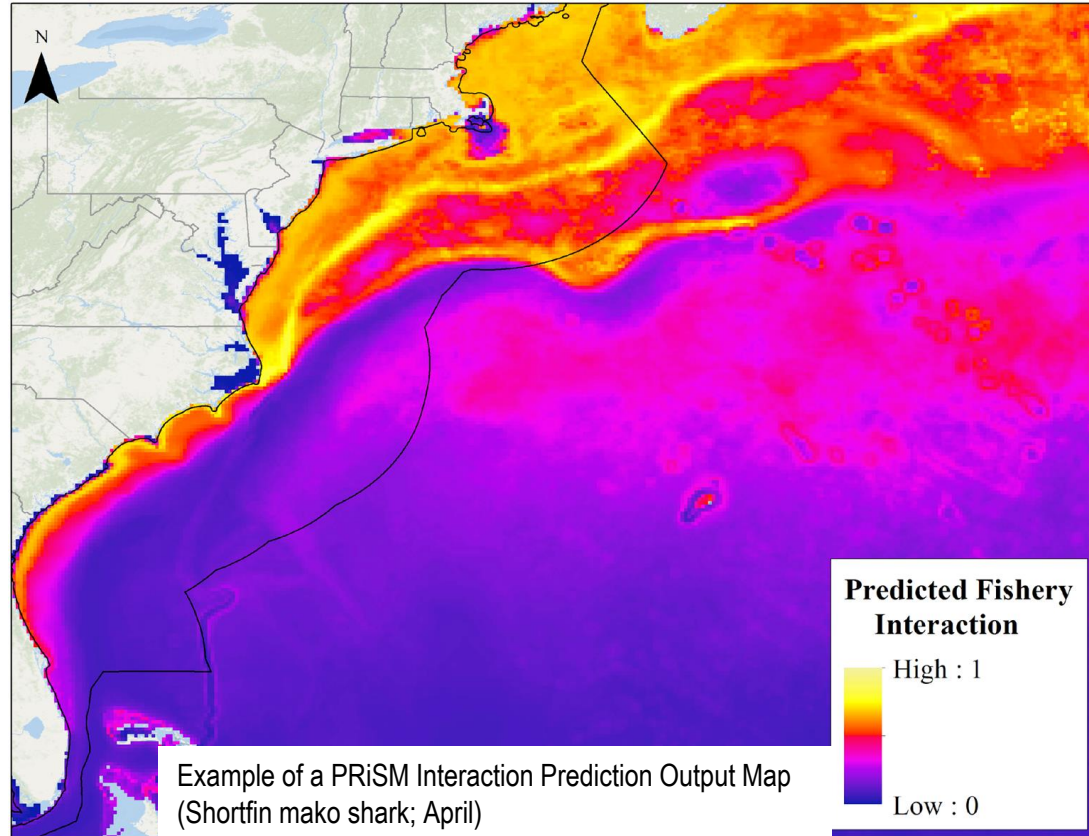 N
Predicted Fishery
Interaction
High : 1
Low : 0
Example of a PRiSM Interaction Prediction Output Map
(Shortfin mako shark; April)